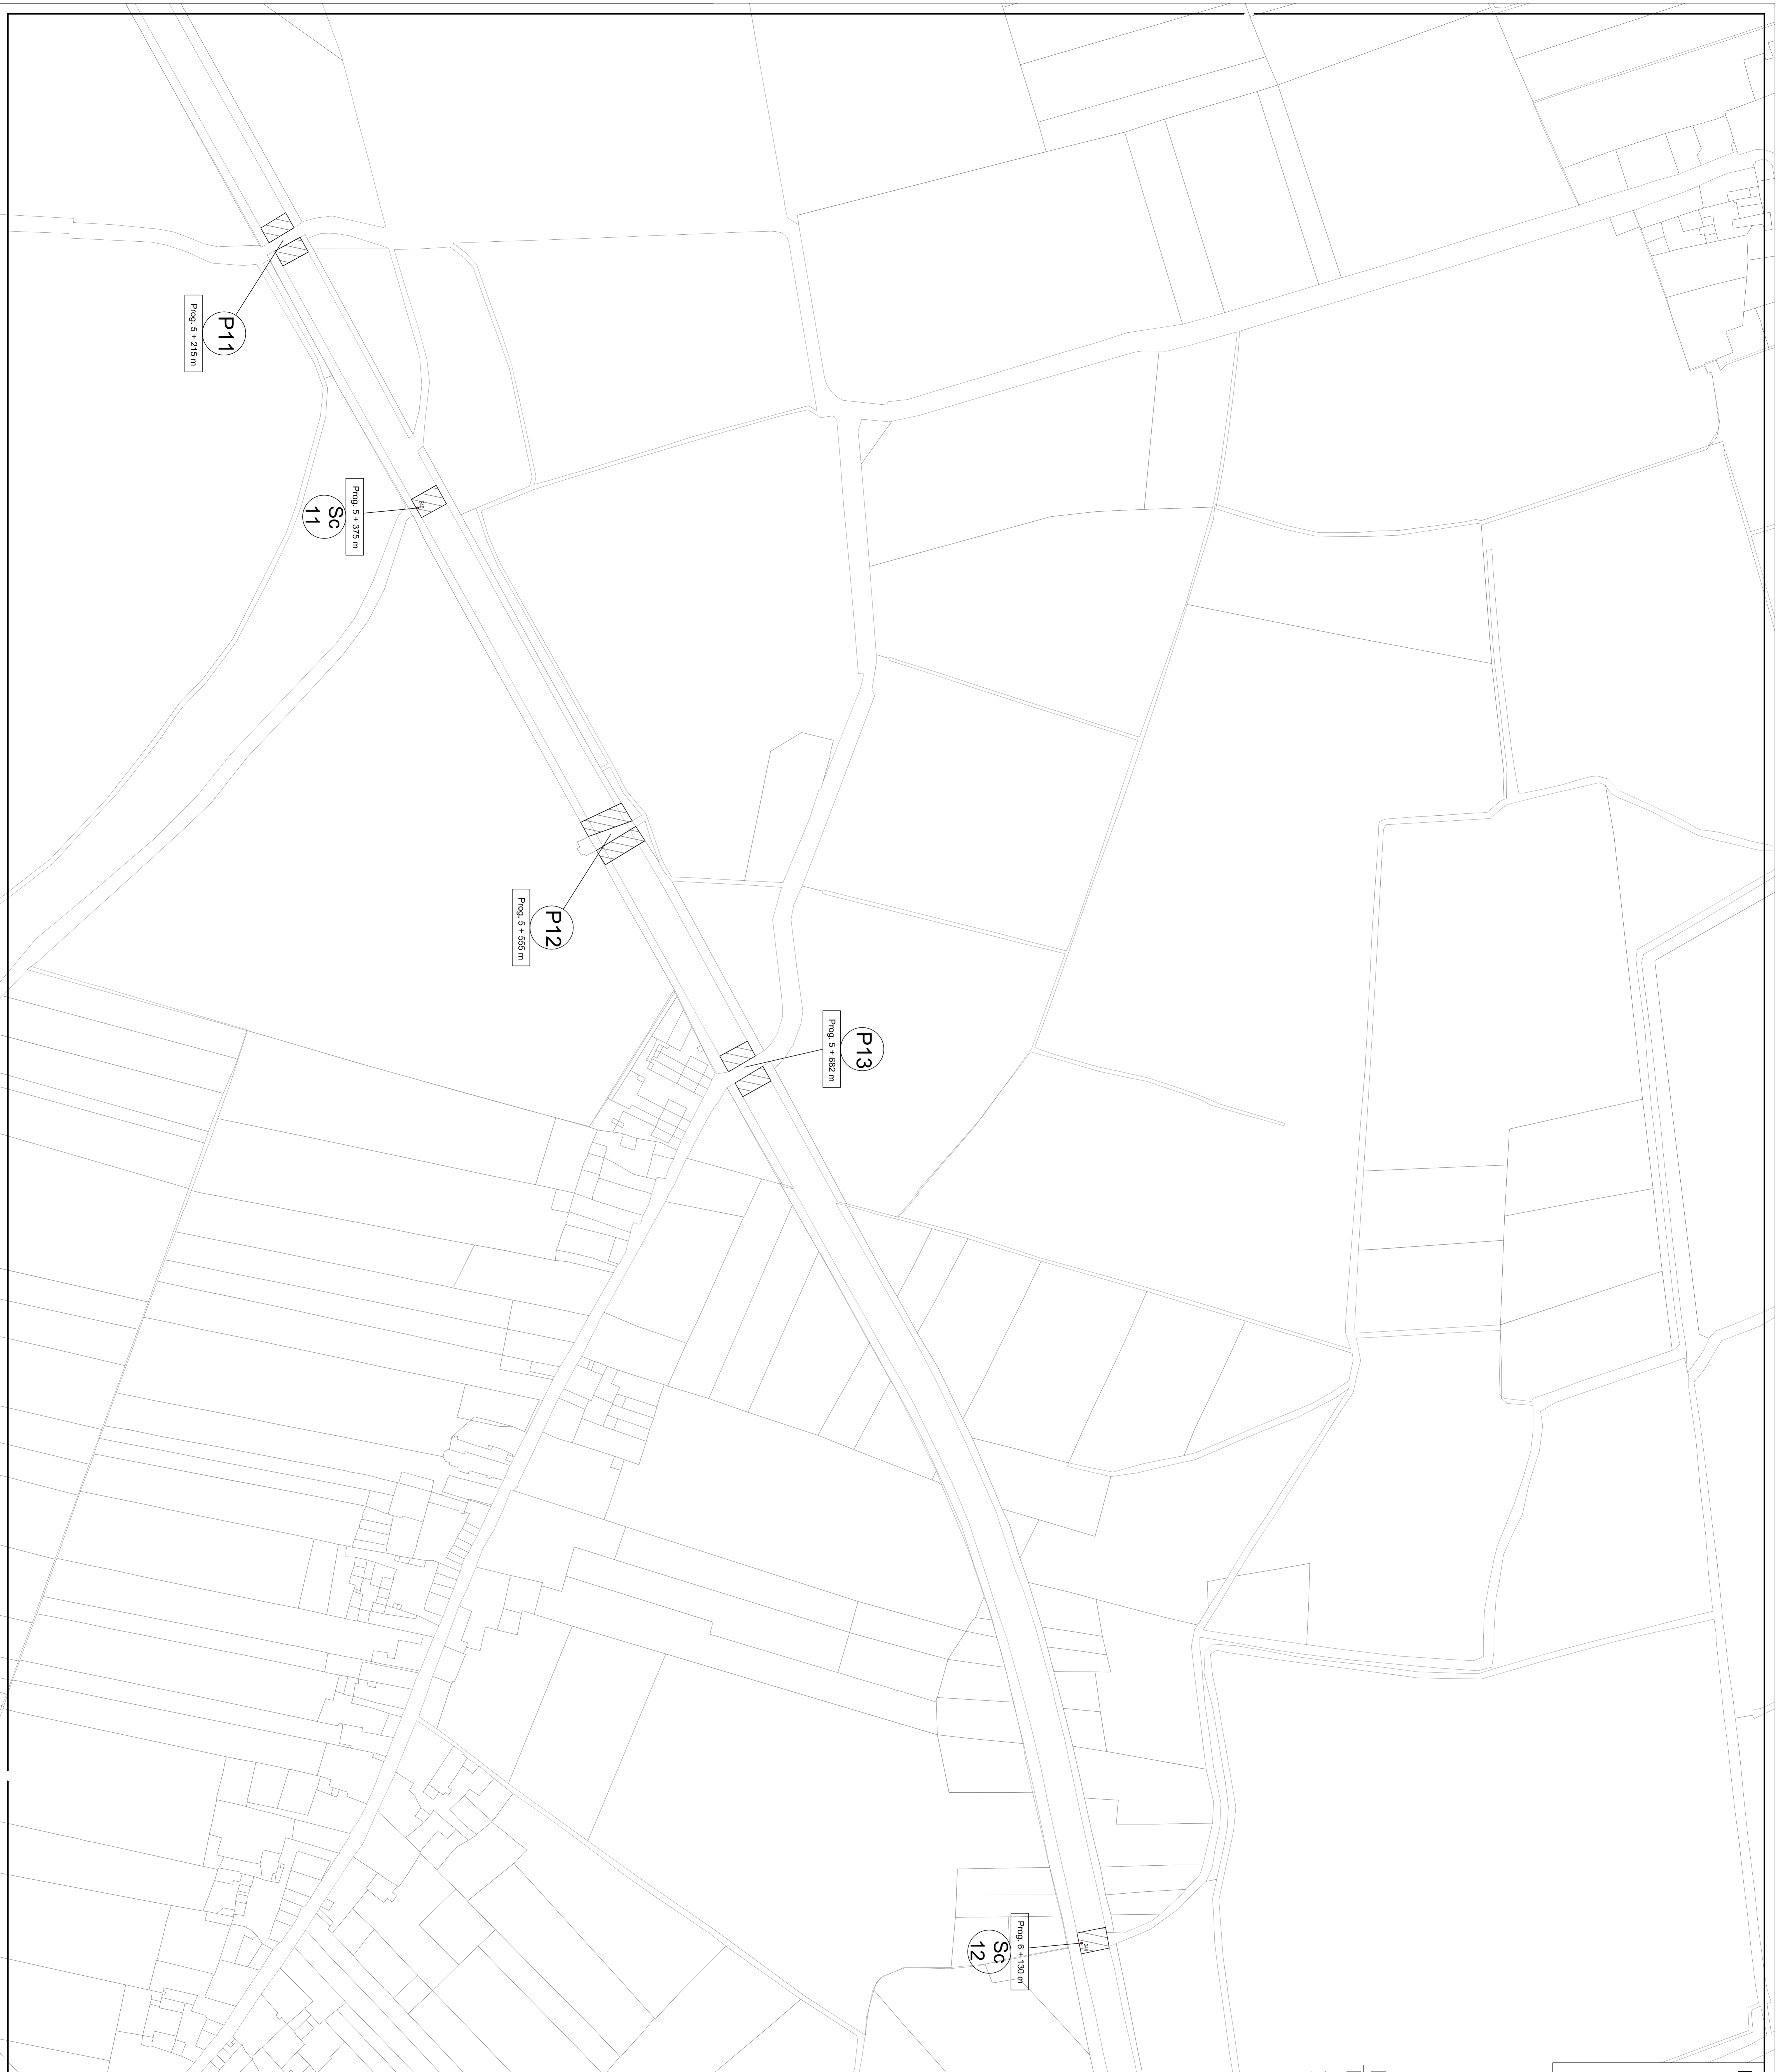 P11
Prog. 5 + 215 m
Prog. 5 + 375 m
Sc
11
P12
Prog. 5 + 555 m
P13
Prog. 5 + 682 m
Prog. 6 + 130 m
Sc
12